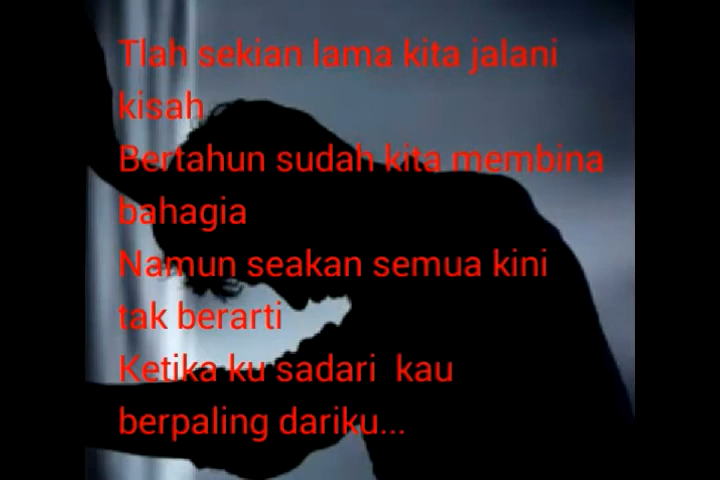 Tlah sekian lama kita jalani
kisah
Bertahun sudah kita membina
bahagia
Namun seakan semua kini
tak berarti
Ketika ku sadari  kau
berpaling dariku...